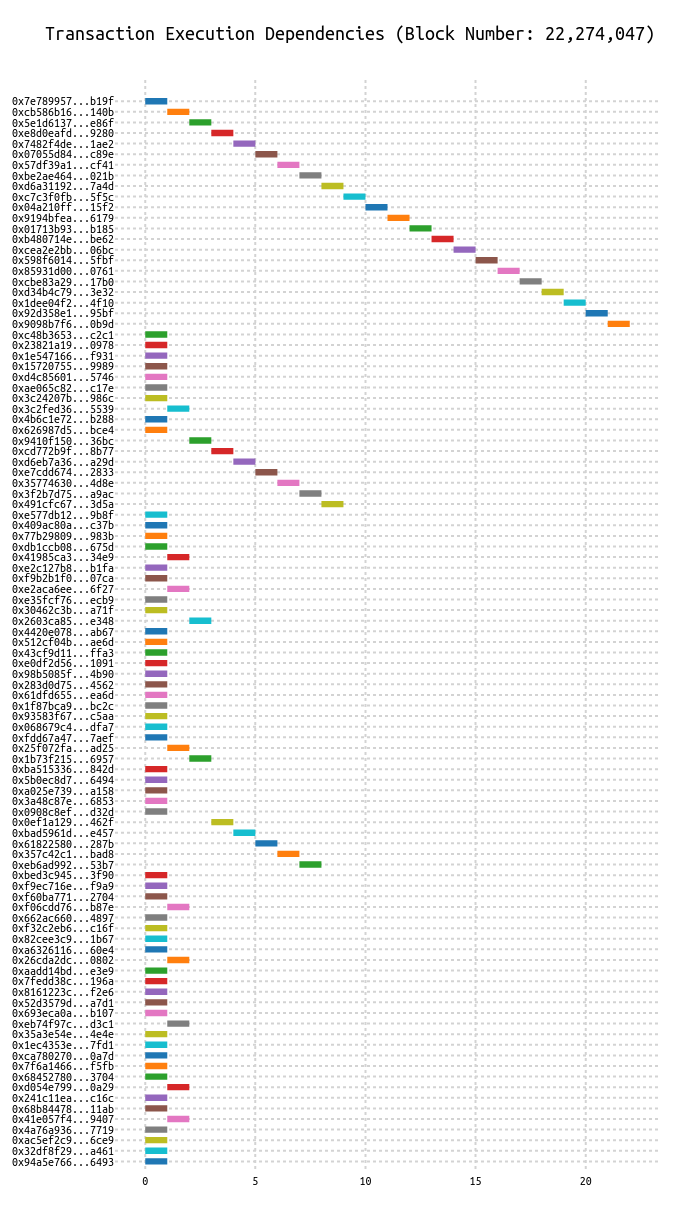 Transaction Execution Dependencies (Block Number: 22,274,047)
0x7e789957...b19f
0xcb586b16...140b
0x5e1d6137...e86f
0xe8d0eafd...9280
0x7482f4de...1ae2
0x07055d84...c89e
0x57df39a1...cf41
0xbe2ae464...021b
0xd6a31192...7a4d
0xc7c3f0fb...5f5c
0x04a210ff...15f2
0x9194bfea...6179
0x01713b93...b185
0xb480714e...be62
0xcea2e2bb...06bc
0x598f6014...5fbf
0x85931d00...0761
0xcbe83a29...17b0
0xd34b4c79...3e32
0x1dee04f2...4f10
0x92d358e1...95bf
0x9098b7f6...0b9d
0xc48b3653...c2c1
0x23821a19...0978
0x1e547166...f931
0x15720755...9989
0xd4c85601...5746
0xae065c82...c17e
0x3c24207b...986c
0x3c2fed36...5539
0x4b6c1e72...b288
0x626987d5...bce4
0x9410f150...36bc
0xcd772b9f...8b77
0xd6eb7a36...a29d
0xe7cdd674...2833
0x35774630...4d8e
0x3f2b7d75...a9ac
0x491cfc67...3d5a
0xe577db12...9b8f
0x409ac80a...c37b
0x77b29809...983b
0xdb1ccb08...675d
0x41985ca3...34e9
0xe2c127b8...b1fa
0xf9b2b1f0...07ca
0xe2aca6ee...6f27
0xe35fcf76...ecb9
0x30462c3b...a71f
0x2603ca85...e348
0x4420e078...ab67
0x512cf04b...ae6d
0x43cf9d11...ffa3
0xe0df2d56...1091
0x98b5085f...4b90
0x283d0d75...4562
0x61dfd655...ea6d
0x1f87bca9...bc2c
0x93583f67...c5aa
0x068679c4...dfa7
0xfdd67a47...7aef
0x25f072fa...ad25
0x1b73f215...6957
0xba515336...842d
0x5b0ec8d7...6494
0xa025e739...a158
0x3a48c87e...6853
0x0908c8ef...d32d
0x0ef1a129...462f
0xbad5961d...e457
0x61822580...287b
0x357c42c1...bad8
0xeb6ad992...53b7
0xbed3c945...3f90
0xf9ec716e...f9a9
0xf60ba771...2704
0xf06cdd76...b87e
0x662ac660...4897
0xf32c2eb6...c16f
0x82cee3c9...1b67
0xa6326116...60e4
0x26cda2dc...0802
0xaadd14bd...e3e9
0x7fedd38c...196a
0x8161223c...f2e6
0x52d3579d...a7d1
0x693eca0a...b107
0xeb74f97c...d3c1
0x35a3e54e...4e4e
0x1ec4353e...7fd1
0xca780270...0a7d
0x7f6a1466...f5fb
0x68452780...3704
0xd054e799...0a29
0x241c11ea...c16c
0x68b84478...11ab
0x41e057f4...9407
0x4a76a936...7719
0xac5ef2c9...6ce9
0x32df8f29...a461
0x94a5e766...6493
0 5 10 15 20